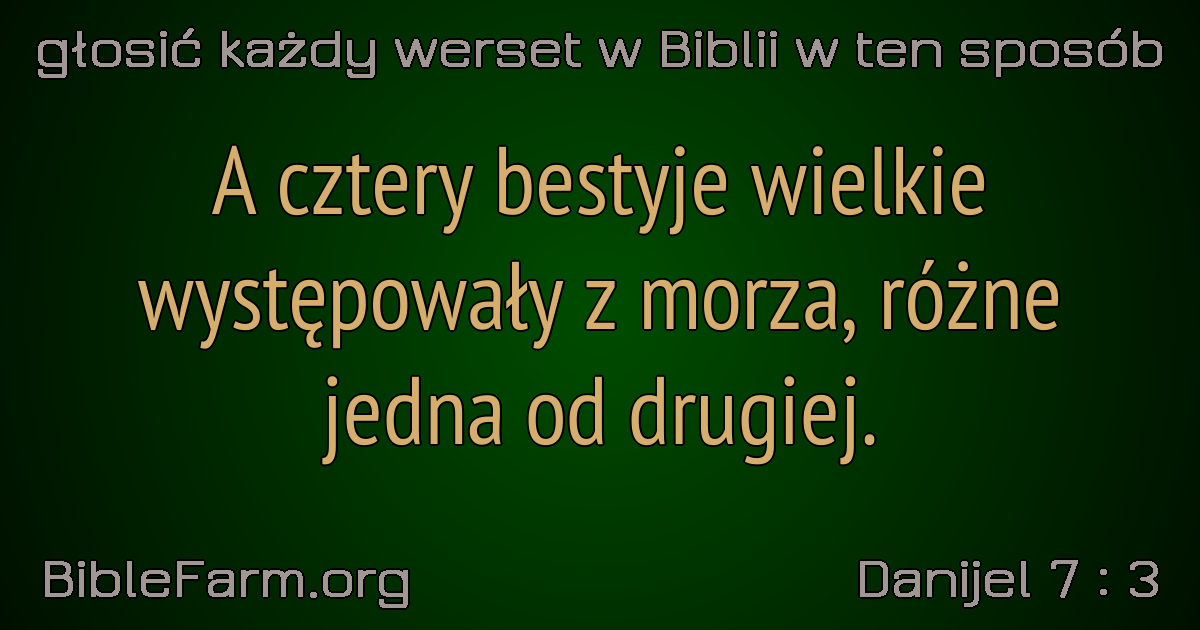 głosić każdy werset w Biblii w ten sposób
A cztery bestyje wielkie
występowały z morza, różne
jedna od drugiej.
BibleFarm.org
Danijel 7 : 3